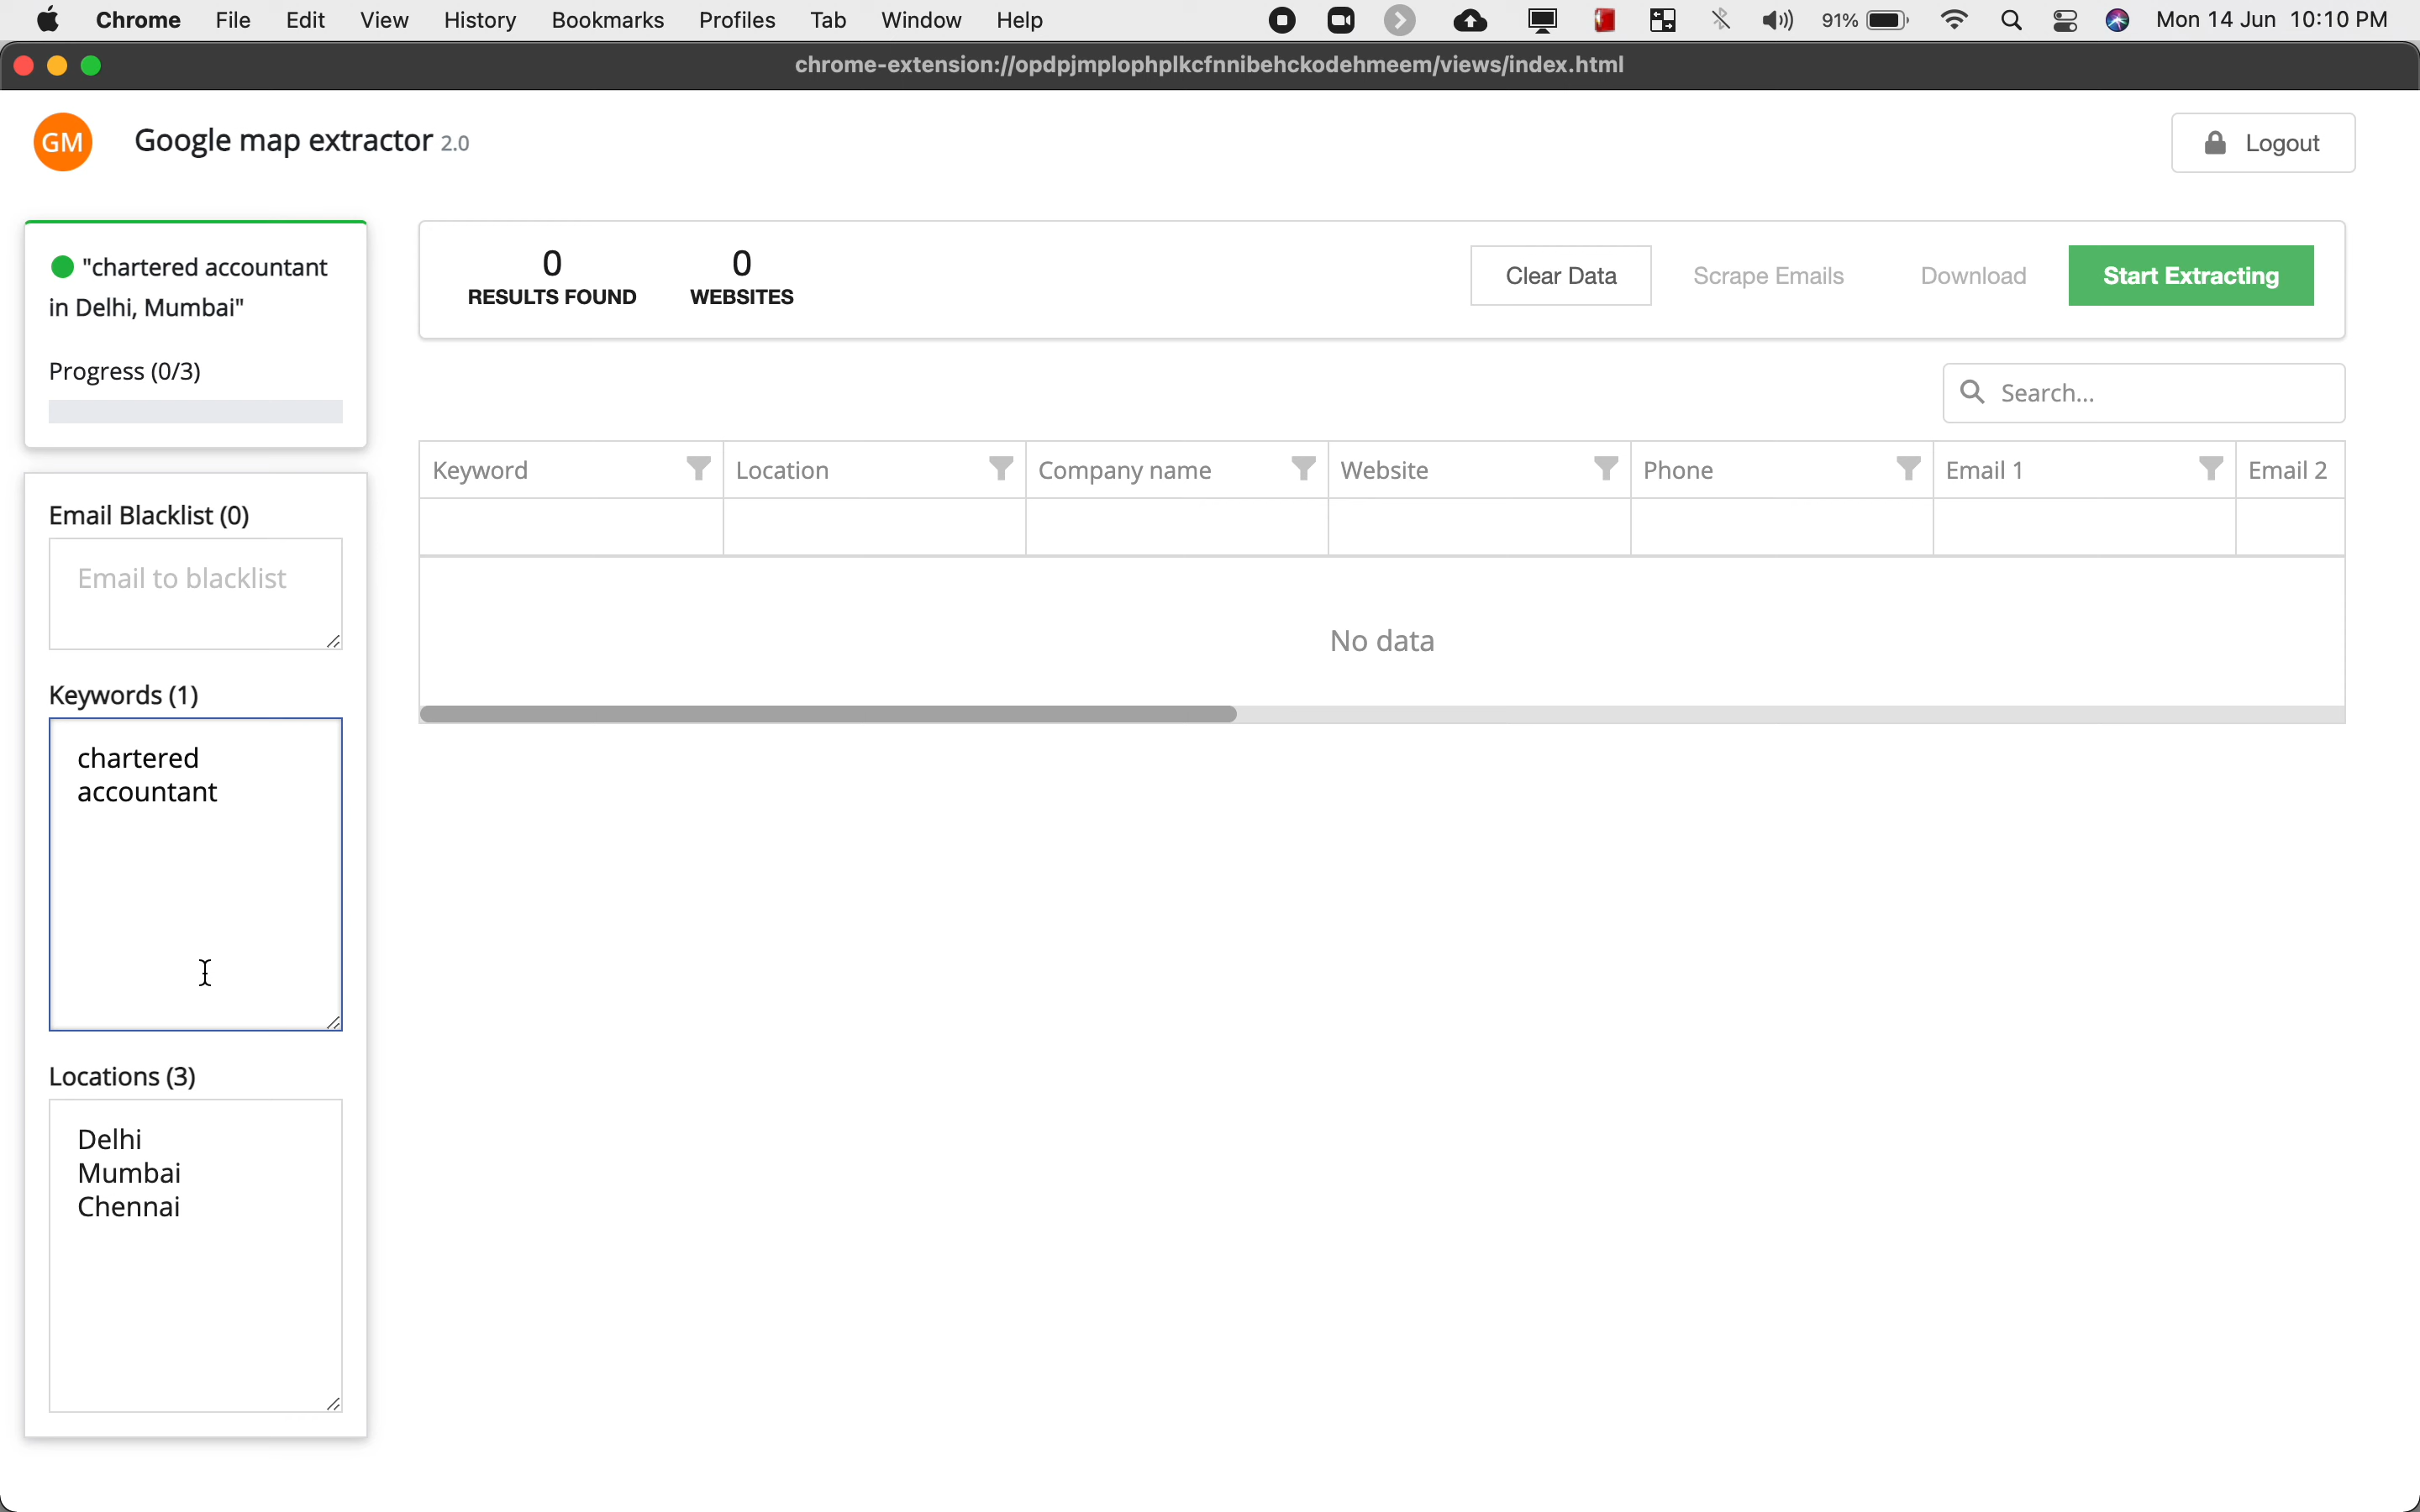 Chrome File Edit View History Bookmarks Profiles Tab Window Help 91% Mon 14 Jun 10:10 PM
chrome-extension://opdpjmplophplkcfnnibehckodehmeem/views/index.html
GM Google map extractor 2.0 Logout
"chartered accountant
in Delhi, Mumbai"
Progress (0/3)
0 0
RESULTS FOUND WEBSITES
Clear Data Scrape Emails Download Start Extracting
Search...
Keyword Location Company name Website Phone Email 1 Email 2
No data
Email Blacklist (0)
Email to blacklist
Keywords (1)
chartered
accountant
Locations (3)
Delhi
Mumbai
Chennai